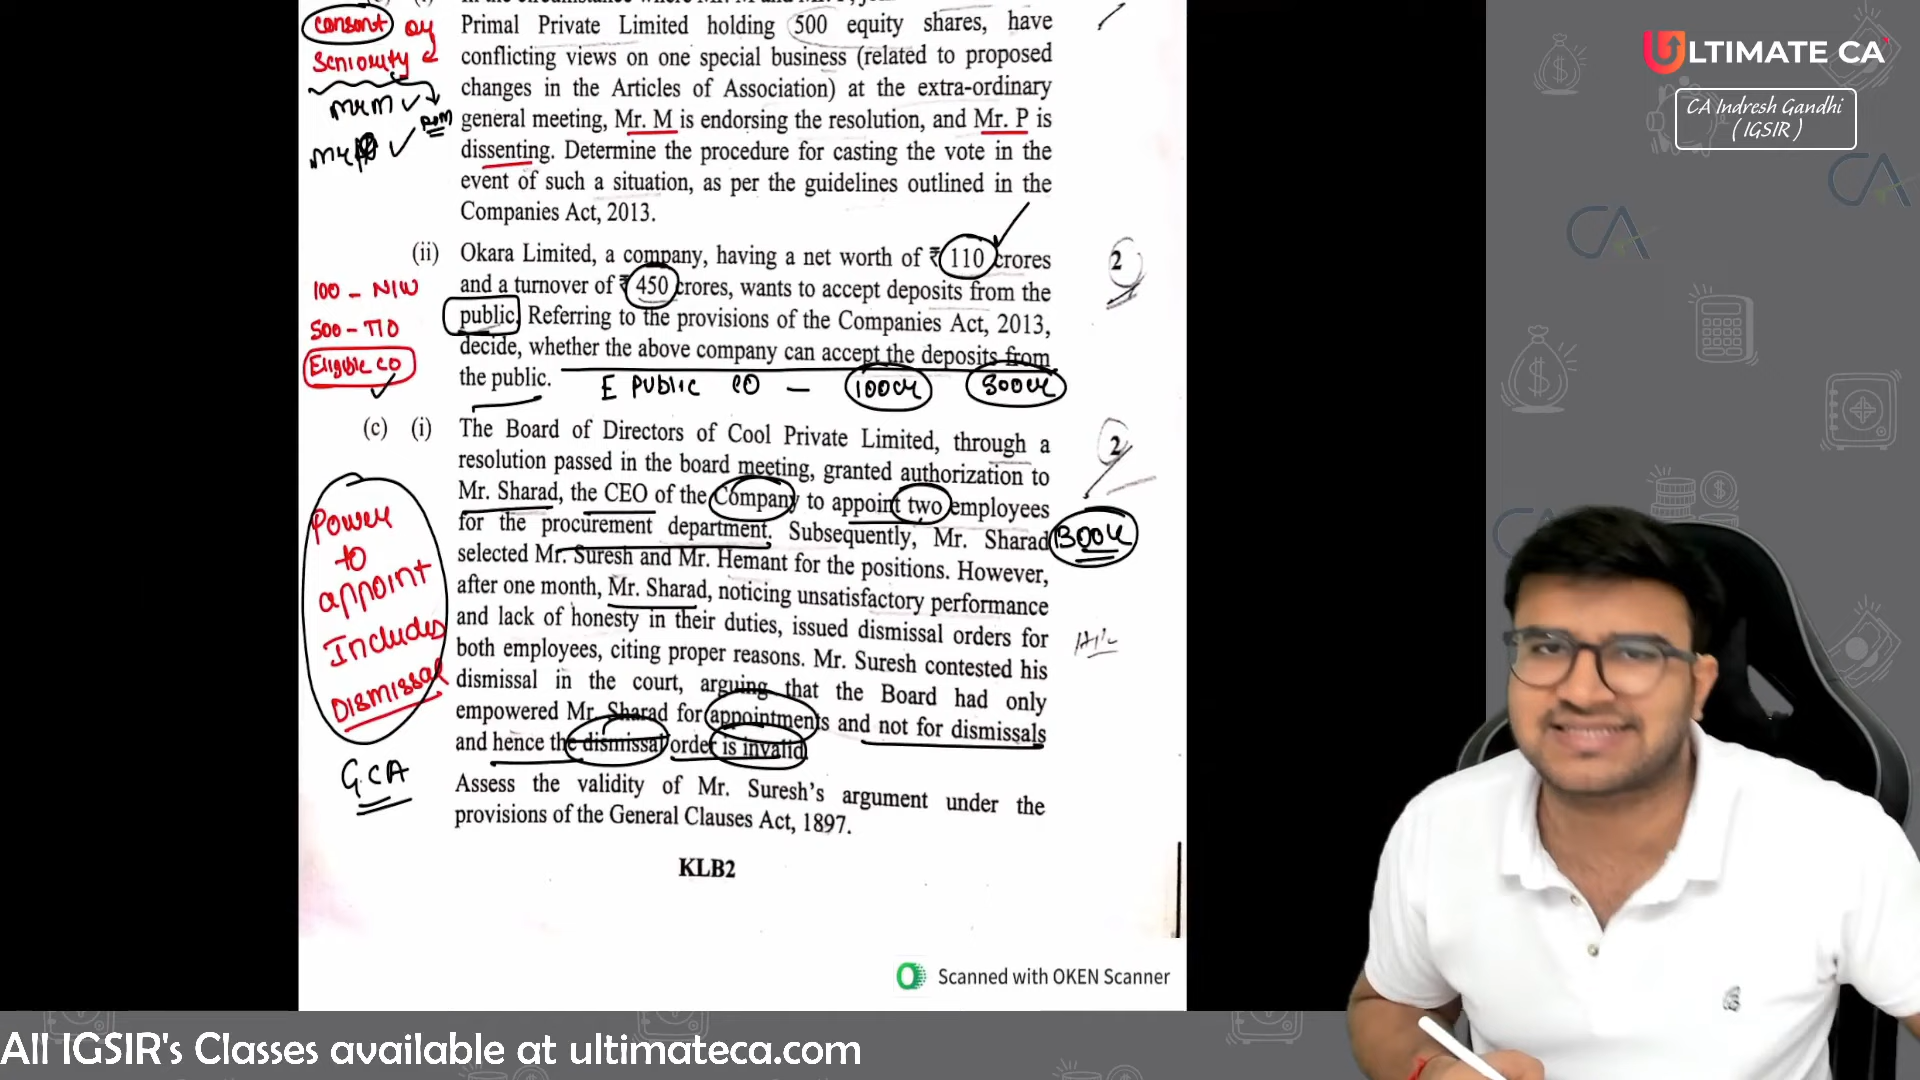 Primal Private Limited holding 500 equity shares, have
conflicting views on one special business (related to proposed
changes in the Articles of Association) at the extra-ordinary
general meeting, Mr. M is endorsing the resolution, and Mr. P is
dissenting. Determine the procedure for casting the vote in the
event of such a situation, as per the guidelines outlined in the
Companies Act, 2013.
consent by
seniority
(ii) Okara Limited, a company, having a net worth of ₹ 110 crores
and a turnover of ₹ 450 crores, wants to accept deposits from the
public. Referring to the provisions of the Companies Act, 2013,
decide, whether the above company can accept the deposits from
the public.
2
100 - N/W
500 - T/O
Eligible co
E public co - 100cr 500cr
(c) (i) The Board of Directors of Cool Private Limited, through a
resolution passed in the board meeting, granted authorization to
Mr. Sharad, the CEO of the Company to appoint two employees
for the procurement department. Subsequently, Mr. Sharad
selected Mr. Suresh and Mr. Hemant for the positions. However,
after one month, Mr. Sharad, noticing unsatisfactory performance
and lack of honesty in their duties, issued dismissal orders for
both employees, citing proper reasons. Mr. Suresh contested his
dismissal in the court, arguing that the Board had only
empowered Mr. Sharad for appointments and not for dismissals
and hence the dismissal order is invalid.
Assess the validity of Mr. Suresh's argument under the
provisions of the General Clauses Act, 1897.
2
Power
to
appoint
Includes
Dismissal
GCA
KLB2
Scanned with OKEN Scanner
ULTIMATE CA
CA Indresh Gandhi
( IGSIR )
CA
CA
All IGSIR's Classes available at ultimateca.com